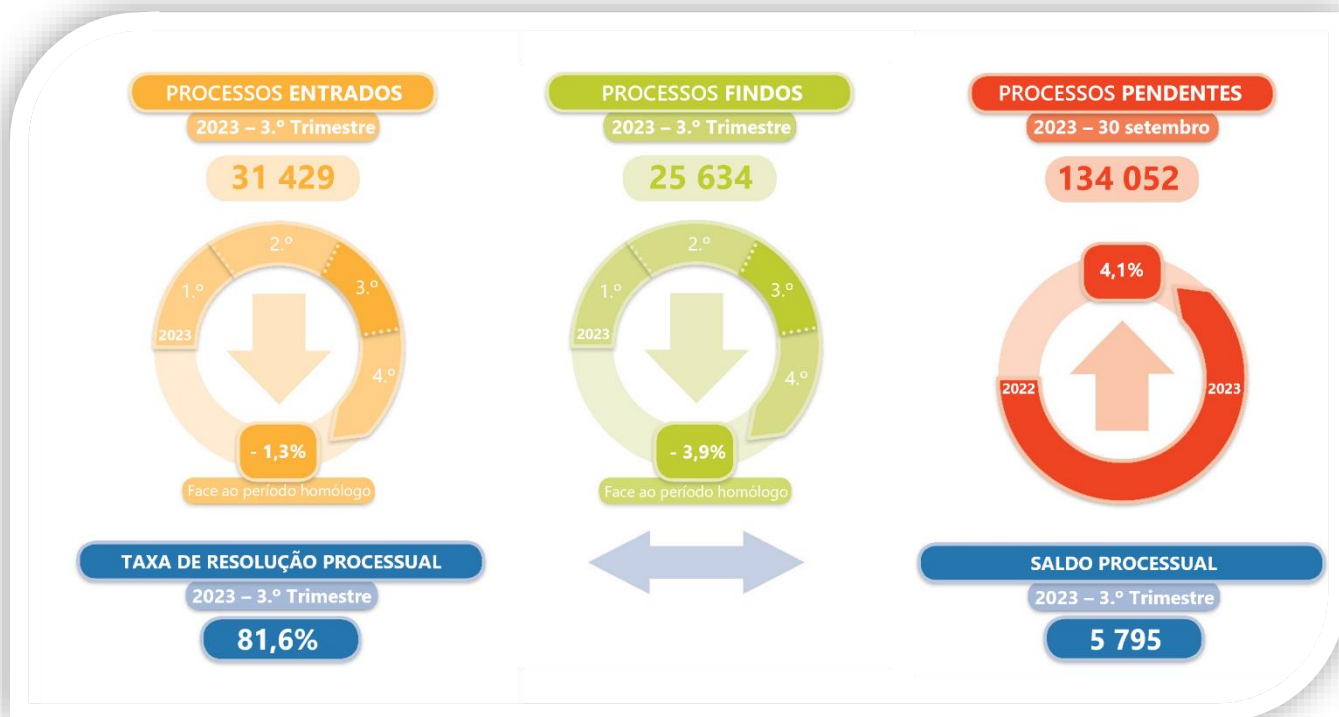 PROCESSOS ENTRADOS
2023 – 3.º Trimestre
31 429
1.º
2.º
3.º
4.º
2023
- 1,3%
Face ao período homólogo
PROCESSOS FINDOS
2023 – 3.º Trimestre
25 634
1.º
2.º
3.º
4.º
2023
- 3,9%
Face ao período homólogo
PROCESSOS PENDENTES
2023 – 30 setembro
134 052
4,1%
2022
2023
TAXA DE RESOLUÇÃO PROCESSUAL
2023 – 3.º Trimestre
81,6%
SALDO PROCESSUAL
2023 – 3.º Trimestre
5 795